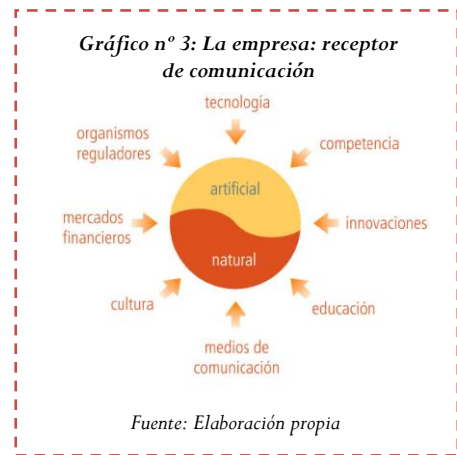 Gráfico nº 3: La empresa: receptor
de comunicación
tecnología
organismos
reguladores
competencia
artificial
mercados
financieros
innovaciones
natural
cultura
educación
medios de
comunicación
Fuente: Elaboración propia